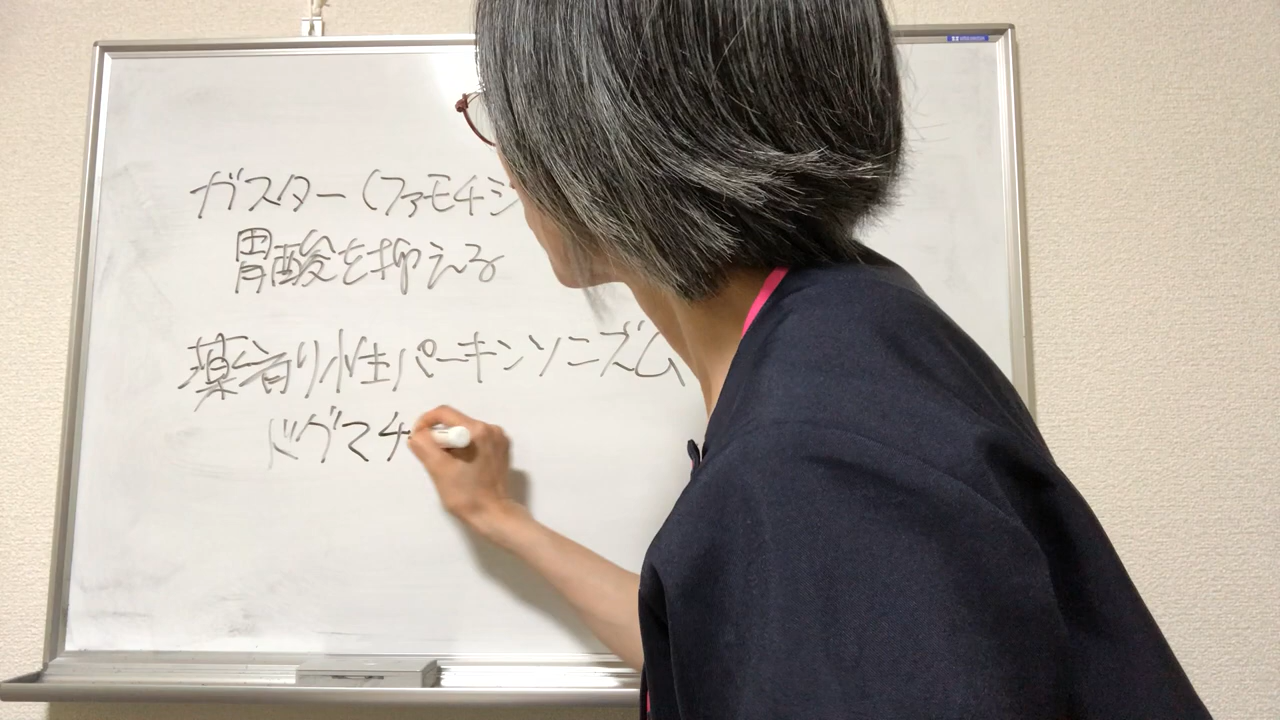 ガスター(ファモチジ
胃酸を抑える
薬剤性パーキンソニズム
ドグマチ